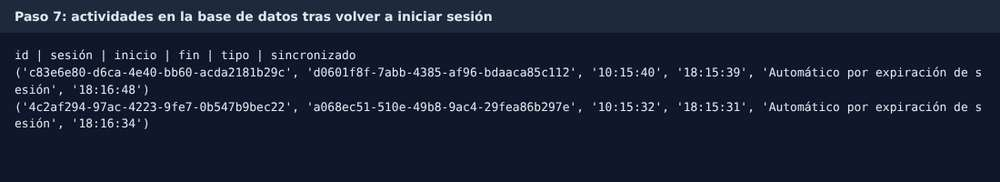 Paso 7: actividades en la base de datos tras volver a iniciar sesión
id | sesión | inicio | fin | tipo | sincronizado
('c83e6e80-d6ca-4e40-bb60-acda2181b29c', 'd0601f8f-7abb-4385-af96-bdaaca85c112', '10:15:40', '18:15:39', 'Automático por expiración de s
esión', '18:16:48')
('4c2af294-97ac-4223-9fe7-0b547b9bec22', 'a068ec51-510e-49b8-9ac4-29fea86b297e', '10:15:32', '18:15:31', 'Automático por expiración de s
esión', '18:16:34')